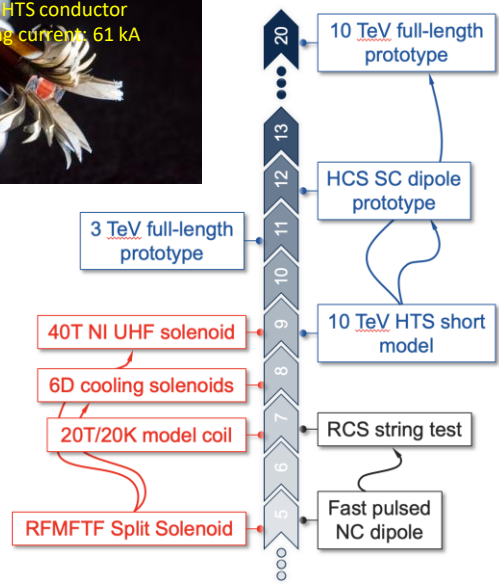 HTS conductor
g current: 61 kA
20
10 TeV full-length
prototype
13
12
HCS SC dipole
prototype
3 TeV full-length
prototype
11
10
40T NI UHF solenoid
9
10 TeV HTS short
model
6D cooling solenoids
8
20T/20K model coil
7
RCS string test
6
RFMFTF Split Solenoid
5
Fast pulsed
NC dipole